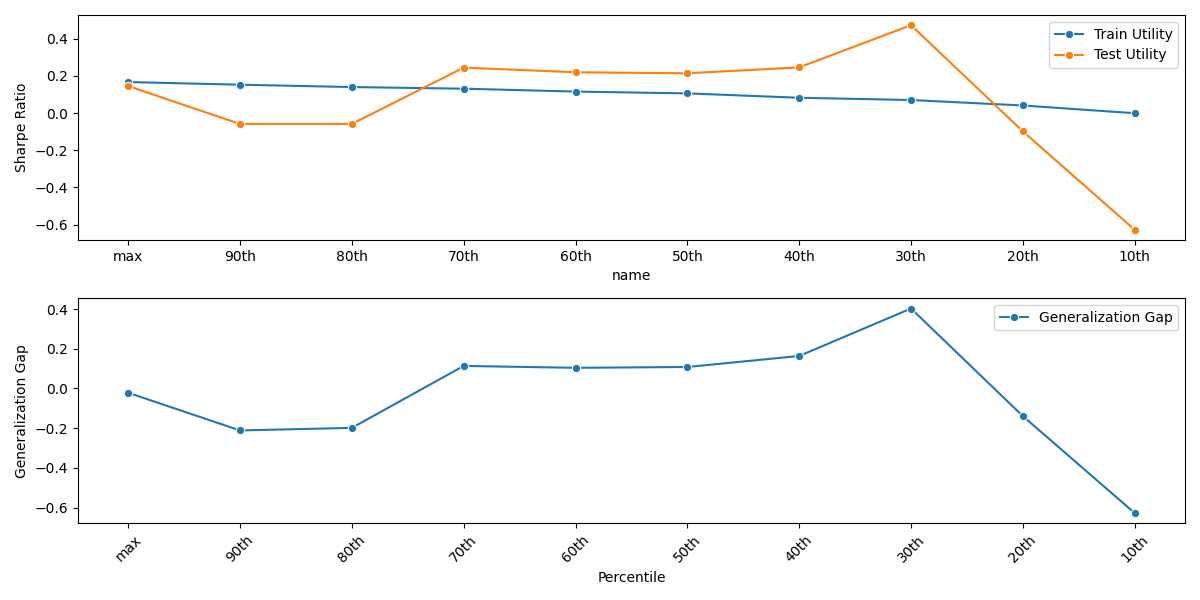 Sharpe Ratio
0.4
0.2
0.0
−0.2
−0.4
−0.6
Train Utility
Test Utility
max 90th 80th 70th 60th 50th 40th 30th 20th 10th
name
Generalization Gap
0.4
0.2
0.0
−0.2
−0.4
−0.6
Generalization Gap
max 90th 80th 70th 60th 50th 40th 30th 20th 10th
Percentile